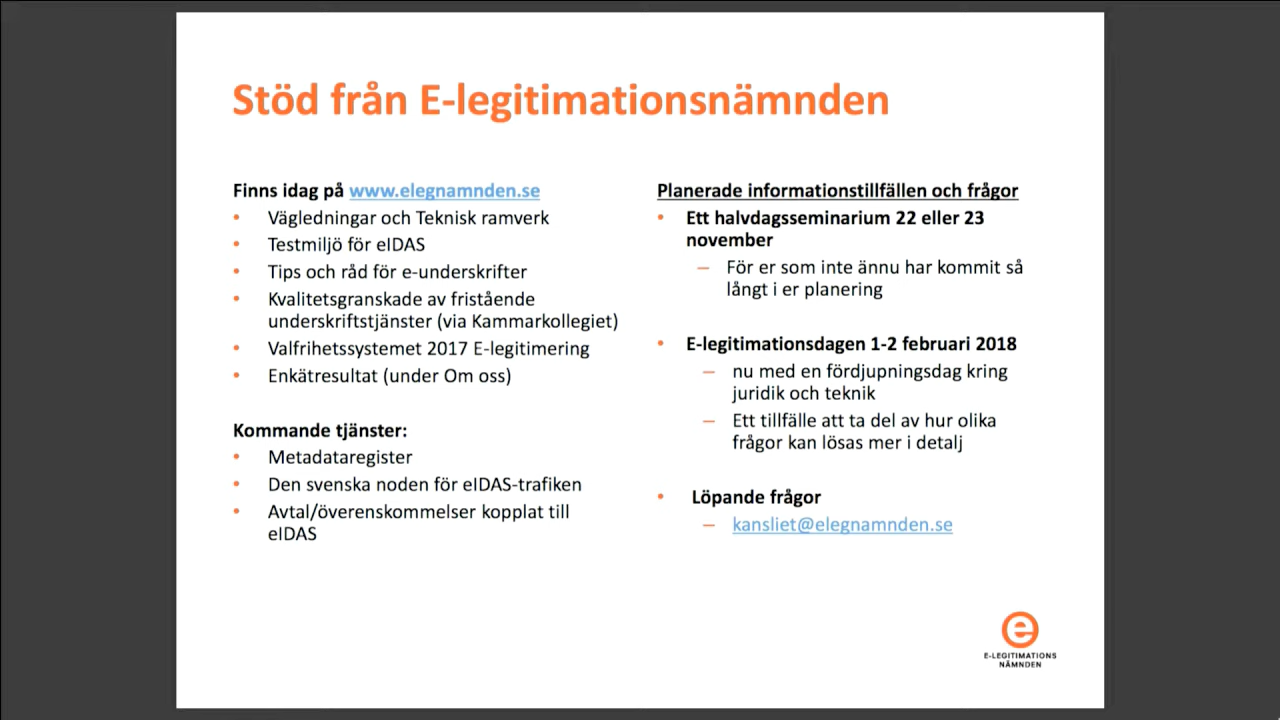 Stöd från E-legitimationsnämnden
Finns idag på www.elegnamnden.se
• Vägledningar och Teknisk ramverk
• Testmiljö för eIDAS
• Tips och råd för e-underskrifter
• Kvalitetsgranskade av fristående
underskriftstjänster (via Kammarkollegiet)
• Valfrihetssystemet 2017 E-legitimering
• Enkätresultat (under Om oss)
Kommande tjänster:
• Metadataregister
• Den svenska noden för eIDAS-trafiken
• Avtal/överenskommelser kopplat till
eIDAS
Planerade informationstillfällen och frågor
• Ett halvdagsseminarium 22 eller 23
november
– För er som inte ännu har kommit så
långt i er planering
• E-legitimationsdagen 1-2 februari 2018
– nu med en fördjupningsdag kring
juridik och teknik
– Ett tillfälle att ta del av hur olika
frågor kan lösas mer i detalj
• Löpande frågor
– kansliet@elegnamnden.se
e
E-LEGITIMATIONS
NÄMNDEN